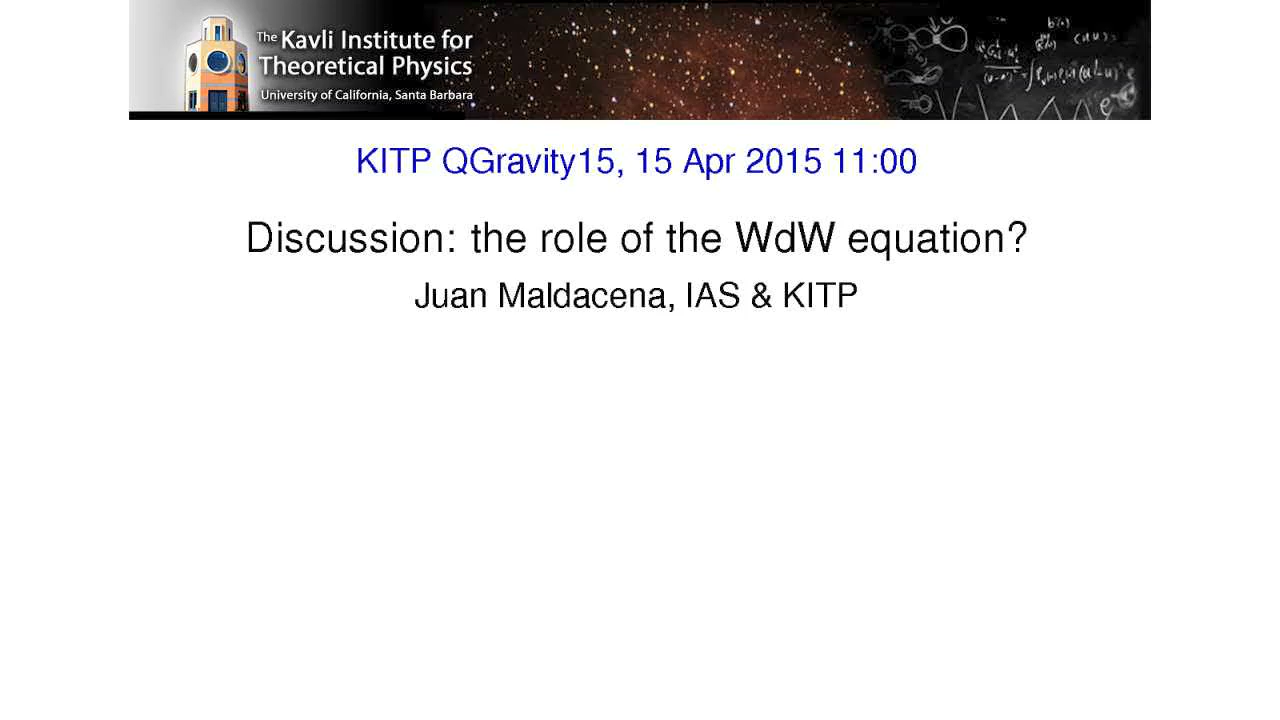 The Kavli Institute for
Theoretical Physics
University of California, Santa Barbara
KITP QGravity15, 15 Apr 2015 11:00
Discussion: the role of the WdW equation?
Juan Maldacena, IAS & KITP